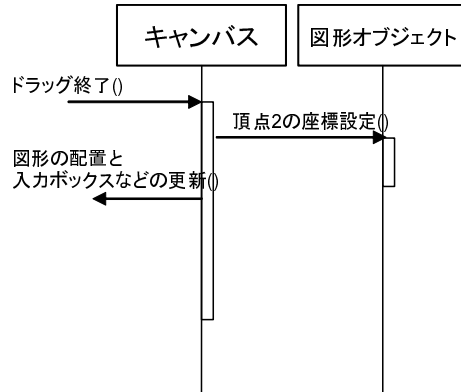 キャンバス
図形オブジェクト
ドラッグ終了()
頂点2の座標設定()
図形の配置と
入力ボックスなどの更新()